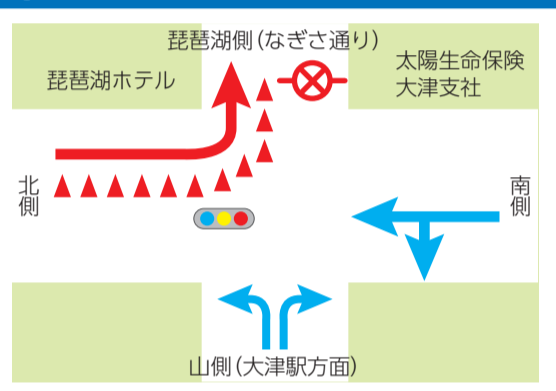 琵琶湖側(なぎさ通り)
琵琶湖ホテル
太陽生命保険
大津支社
北側
南側
山側(大津駅方面)